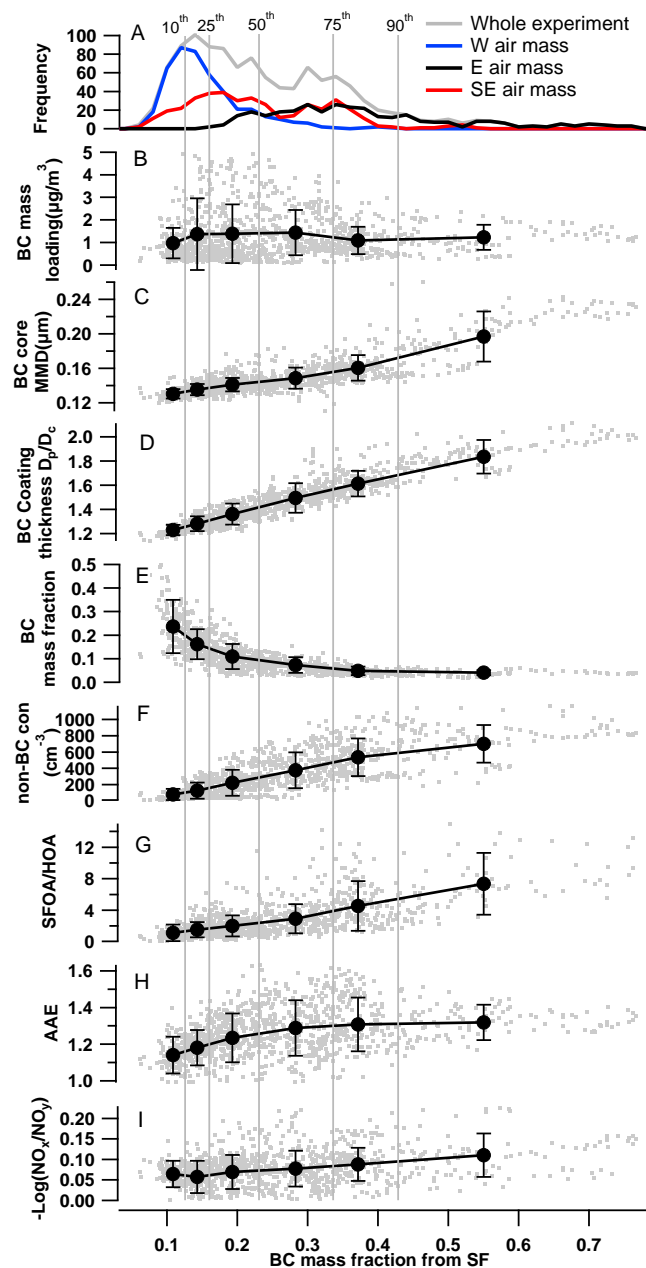 10th 25th 50th 75th 90th
Whole experiment
W air mass
E air mass
SE air mass
A
Frequency
100
80
60
40
20
0
B
BC mass
loading(µg/m3)
5
4
3
2
1
0
C
BC core
MMD(µm)
0.24
0.20
0.16
0.12
D
BC Coating
thickness Dp/Dc
2.0
1.8
1.6
1.4
1.2
E
BC
mass fraction
0.5
0.4
0.3
0.2
0.1
0.0
F
non-BC con
(cm-3)
1000
800
600
400
200
0
G
SFOA/HOA
12
8
4
0
H
AAE
1.6
1.4
1.2
1.0
I
-Log(NOx/NOy)
0.20
0.15
0.10
0.05
0.00
0.1 0.2 0.3 0.4 0.5 0.6 0.7
BC mass fraction from SF